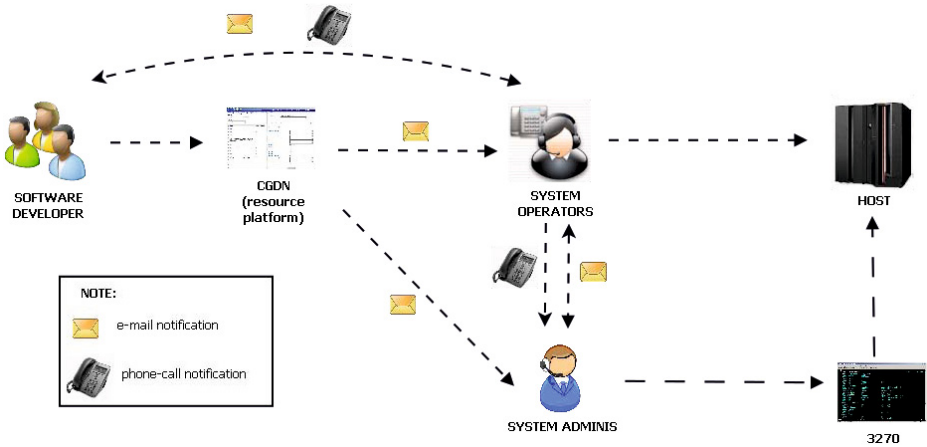 SOFTWARE
DEVELOPER
CGDN
(resource
platform)
SYSTEM
OPERATORS
HOST
NOTE:
e-mail notification
phone-call notification
SYSTEM ADMINIS
3270